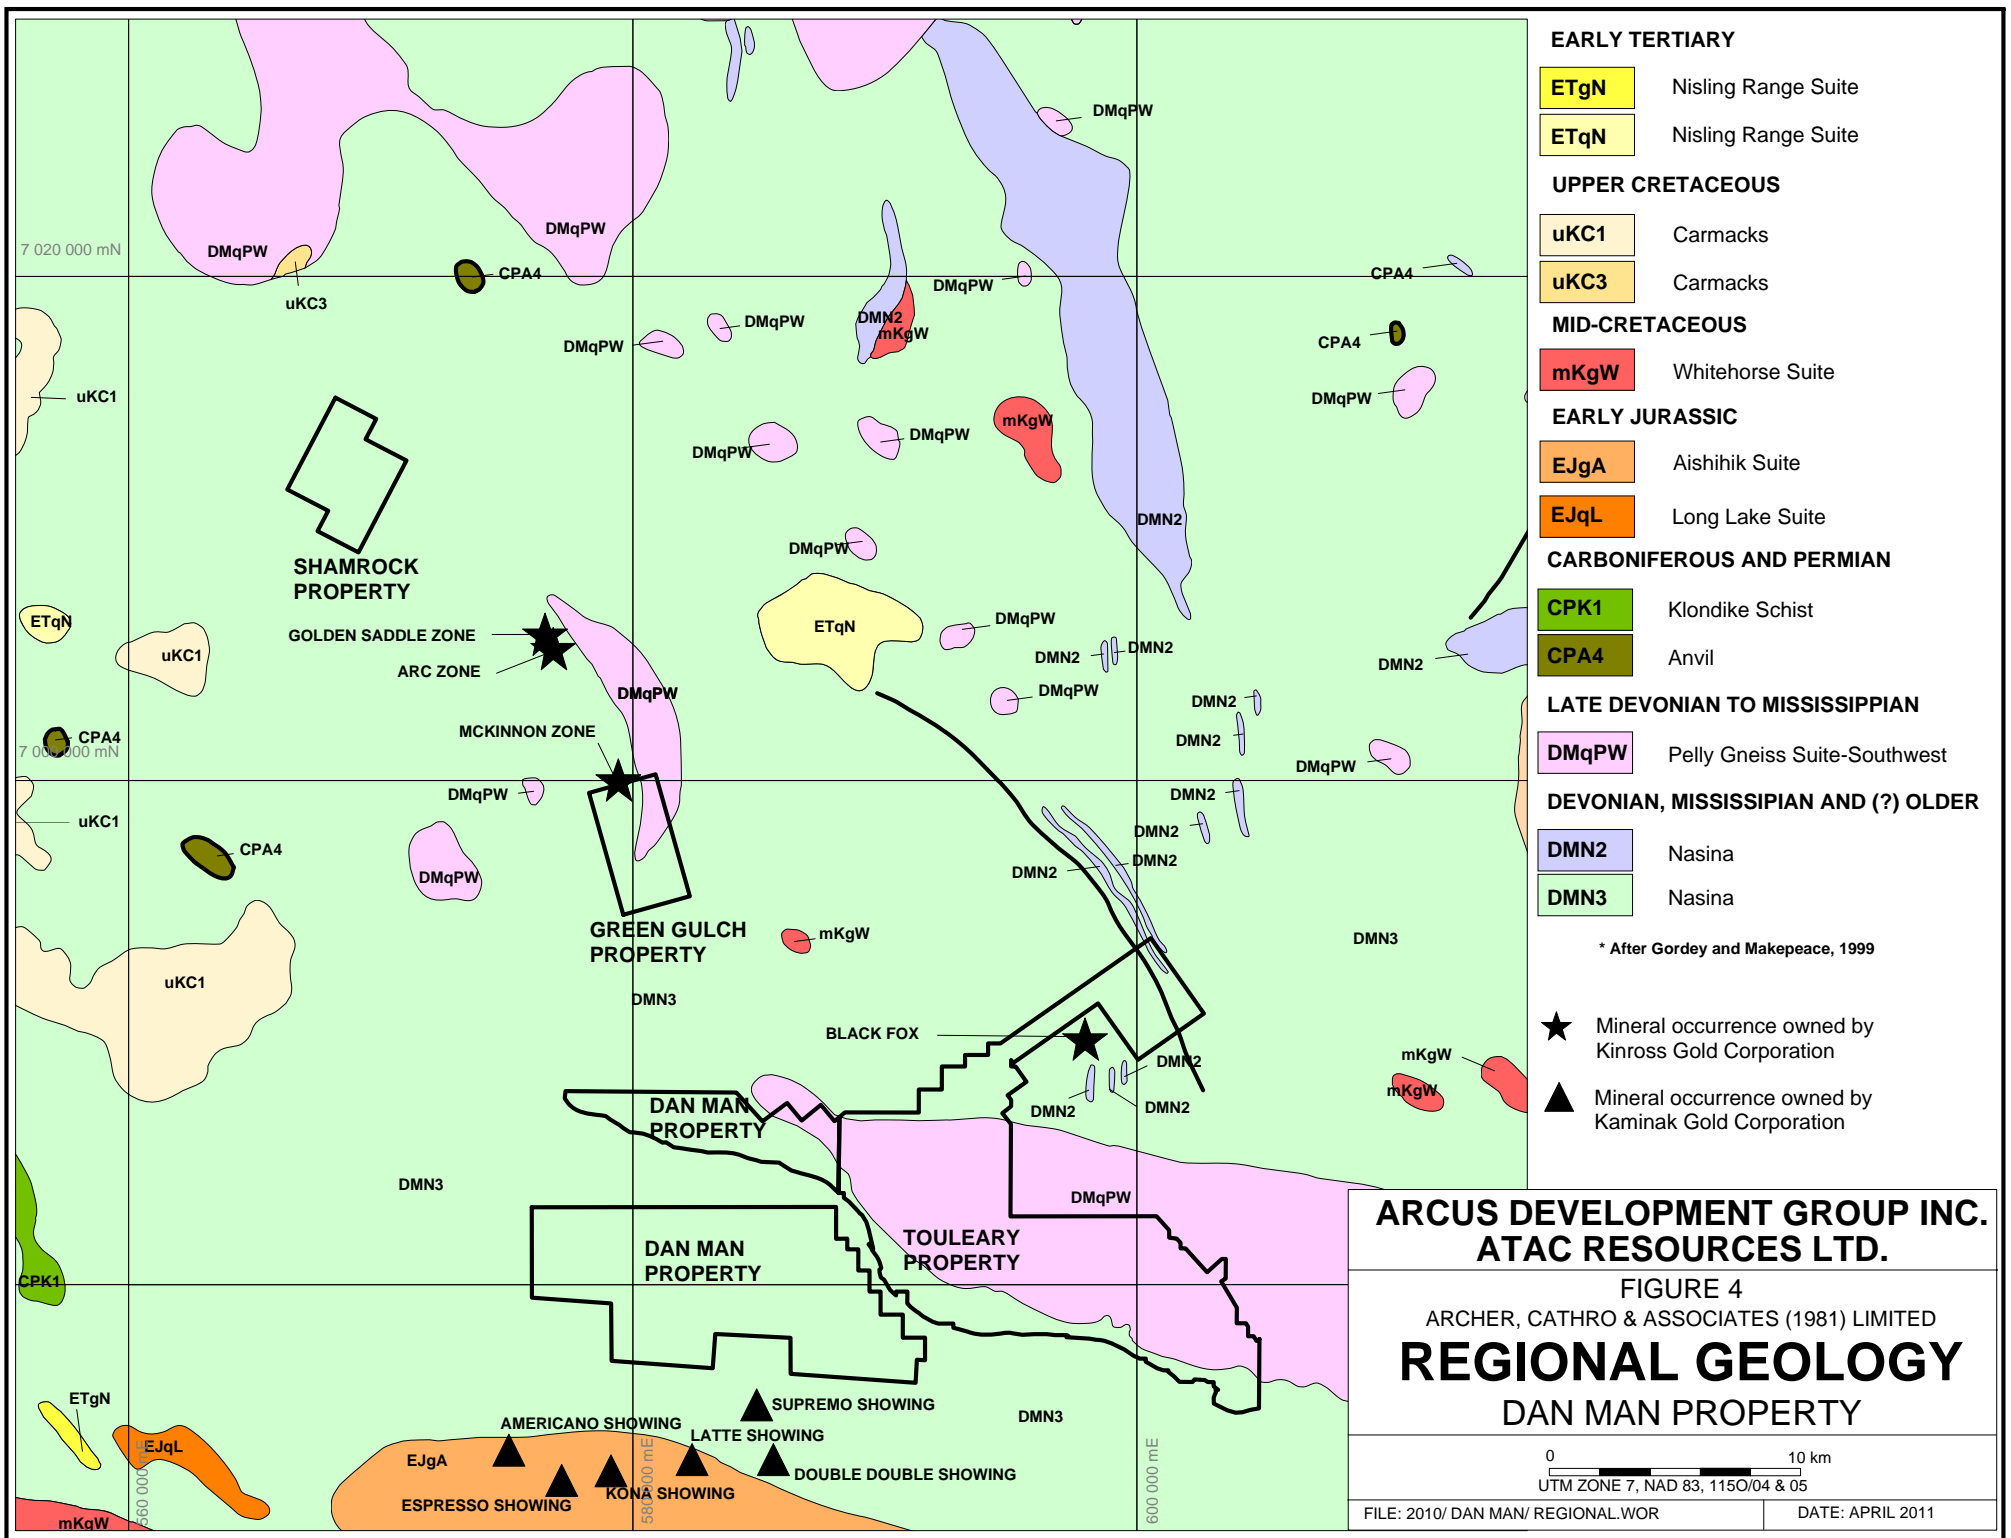 DMqPW
DMqPW
DMqPW
7 020 000 mN
CPA4
CPA4
DMqPW
uKC3
DMN2
mKgW
DMqPW
DMqPW
CPA4
uKC1
DMqPW
mKgW
DMqPW
DMqPW
DMN2
DMqPW
SHAMROCK
PROPERTY
ETqN
GOLDEN SADDLE ZONE
ETqN
DMqPW
uKC1
ARC ZONE
DMN2
DMN2
DMN2
DMqPW
DMqPW
DMN2
CPA4
7 000 000 mN
MCKINNON ZONE
DMN2
DMqPW
DMqPW
DMN2
uKC1
DMN2
CPA4
DMN2
DMN2
DMqPW
GREEN GULCH
PROPERTY
mKgW
DMN3
uKC1
DMN3
BLACK FOX
DMN2
mKgW
mKgW
DAN MAN
PROPERTY
DMN2
DMN2
DMN3
DMqPW
TOULEARY
PROPERTY
DAN MAN
PROPERTY
CPK1
ETgN
SUPREMO SHOWING
DMN3
AMERICANO SHOWING
LATTE SHOWING
EJqL
EJgA
DOUBLE DOUBLE SHOWING
KONA SHOWING
ESPRESSO SHOWING
mKgW
560 000 mE
580 000 mE
600 000 mE
EARLY TERTIARY
ETgN Nisling Range Suite
ETqN Nisling Range Suite
UPPER CRETACEOUS
uKC1 Carmacks
uKC3 Carmacks
MID-CRETACEOUS
mKgW Whitehorse Suite
EARLY JURASSIC
EJgA Aishihik Suite
EJqL Long Lake Suite
CARBONIFEROUS AND PERMIAN
CPK1 Klondike Schist
CPA4 Anvil
LATE DEVONIAN TO MISSISSIPPIAN
DMqPW Pelly Gneiss Suite-Southwest
DEVONIAN, MISSISSIPIAN AND (?) OLDER
DMN2 Nasina
DMN3 Nasina
* After Gordey and Makepeace, 1999
Mineral occurrence owned by
Kinross Gold Corporation
Mineral occurrence owned by
Kaminak Gold Corporation
ARCUS DEVELOPMENT GROUP INC.
ATAC RESOURCES LTD.
FIGURE 4
ARCHER, CATHRO & ASSOCIATES (1981) LIMITED
REGIONAL GEOLOGY
DAN MAN PROPERTY
0 10 km
UTM ZONE 7, NAD 83, 115O/04 & 05
FILE: 2010/ DAN MAN/ REGIONAL.WOR
DATE: APRIL 2011